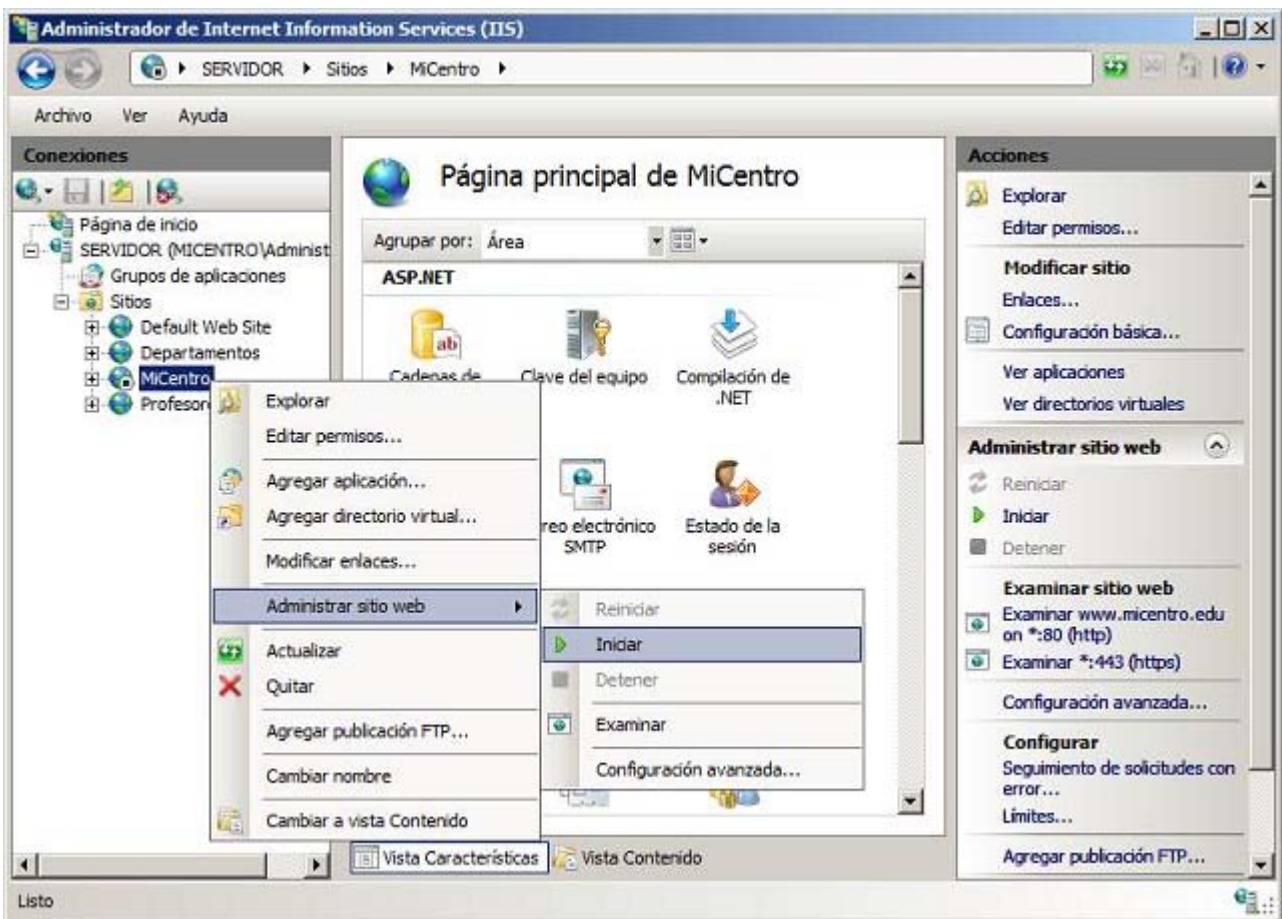 Administrador de Internet Information Services (IIS)
SERVIDOR Sitios MiCentro
Archivo Ver Ayuda
Conexiones
Página de inicio
SERVIDOR (MICENTRO\Administ
Grupos de aplicaciones
Sitios
Default Web Site
Departamentos
MiCentro
Profesor
Explorar
Editar permisos...
Agregar aplicación...
Agregar directorio virtual...
Modificar enlaces...
Administrar sitio web
Actualizar
Quitar
Agregar publicación FTP...
Cambiar nombre
Cambiar a vista Contenido
Reiniciar
Iniciar
Detener
Examinar
Configuración avanzada...
Página principal de MiCentro
Agrupar por: Área
ASP.NET
ab
Cadenas de
Clave del equipo
Compilación de
.NET
reo electrónico
SMTP
Estado de la
sesión
Vista Características
Vista Contenido
Acciones
Explorar
Editar permisos...
Modificar sitio
Enlaces...
Configuración básica...
Ver aplicaciones
Ver directorios virtuales
Administrar sitio web
Reiniciar
Iniciar
Detener
Examinar sitio web
Examinar www.micentro.edu
on *:80 (http)
Examinar *:443 (https)
Configuración avanzada...
Configurar
Seguimiento de solicitudes con
error...
Límites...
Agregar publicación FTP...
Listo